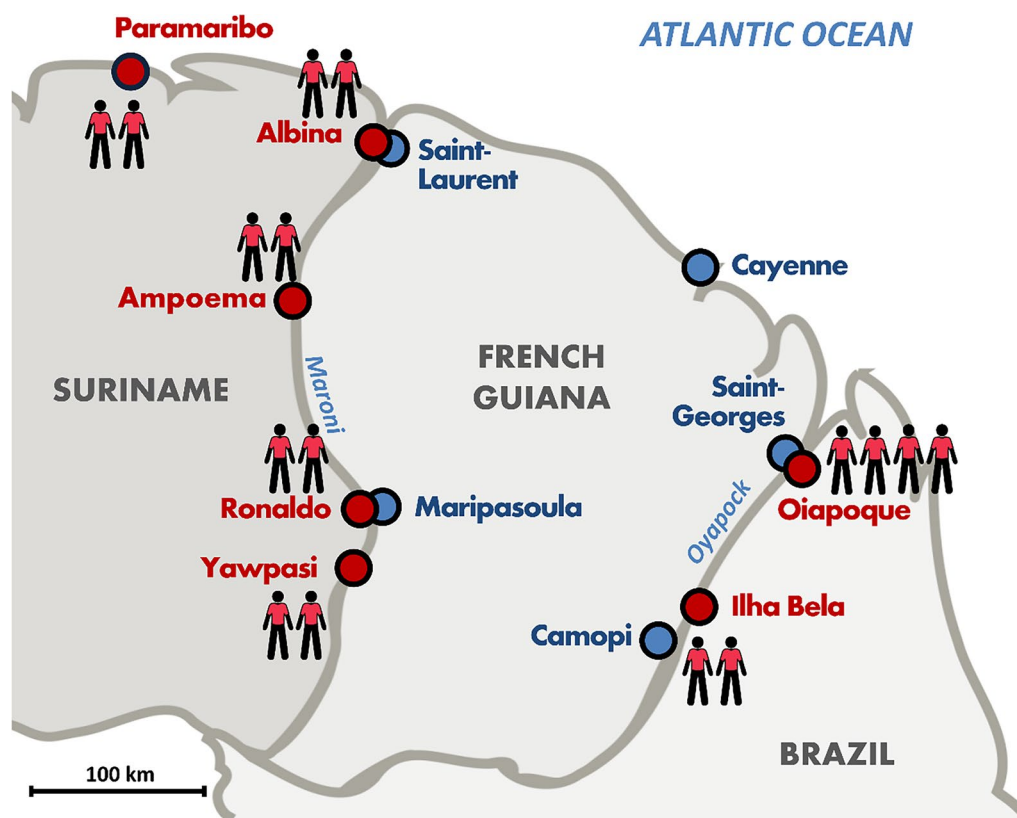 Paramaribo
ATLANTIC OCEAN
Albina
Saint-
Laurent
Cayenne
Ampoema
Maroni
FRENCH
GUIANA
SURINAME
Saint-
Georges
Ronaldo
Maripasoula
Oiapoque
Oyapock
Yawpasi
Ilha Bela
Camopi
BRAZIL
100 km